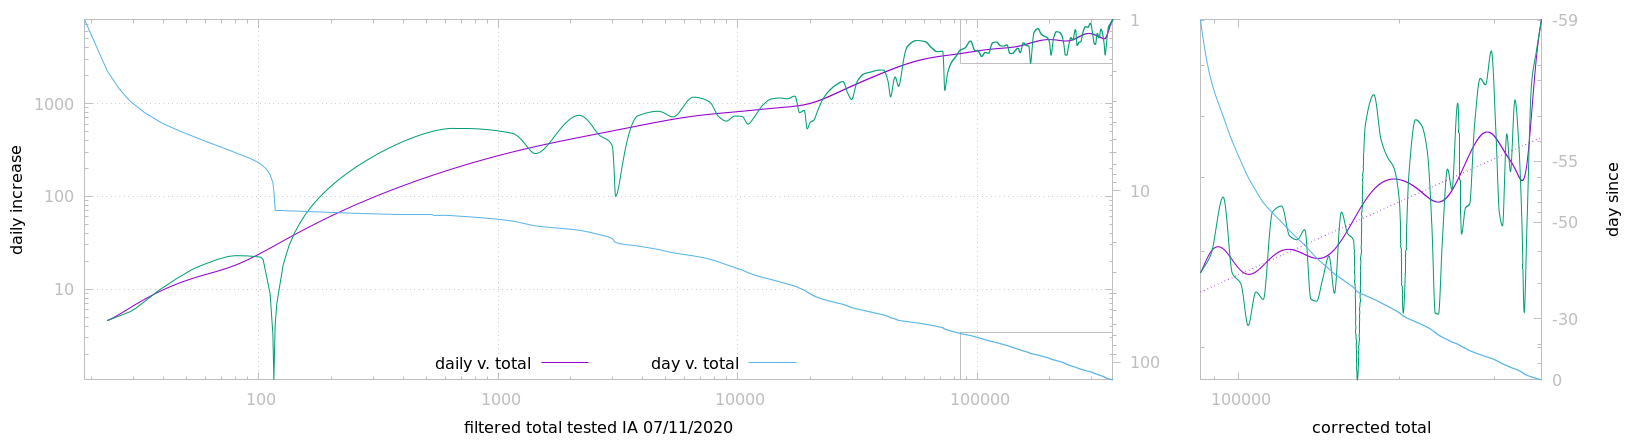 1
-59
1000
daily increase
-55
100
10
-50
day since
10
-30
daily v. total
day v. total
100
0
100
1000
10000
100000
100000
filtered total tested IA 07/11/2020
corrected total